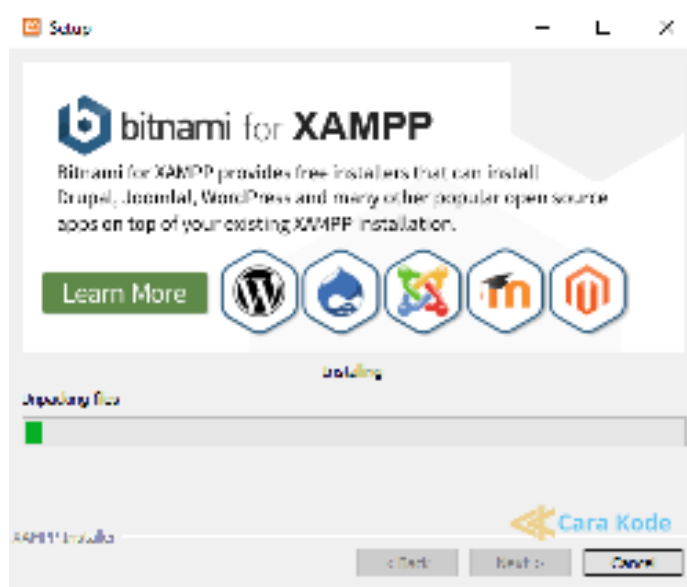 Setup
bitnami for XAMPP
Bitnami for XAMPP provides free installers that can install
Drupal, Joomla!, WordPress and many other popular open source
apps on top of your existing XAMPP installation.
Learn More
Installing
Unpacking files
Cara Kode
XAMPP Installer
< Back
Next >
Cancel